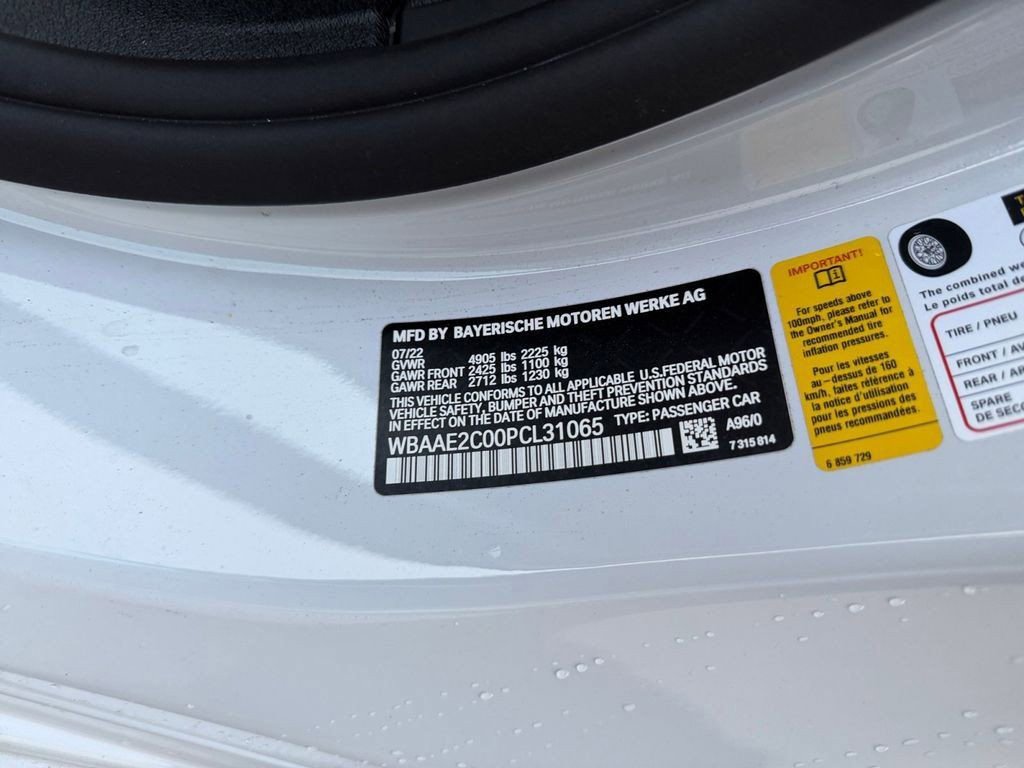 MFD BY BAYERISCHE MOTOREN WERKE AG
07/22
GVWR 4905 lbs 2225 kg
GAWR FRONT 2425 lbs 1100 kg
GAWR REAR 2712 lbs 1230 kg
THIS VEHICLE CONFORMS TO ALL APPLICABLE U.S.FEDERAL MOTOR
VEHICLE SAFETY, BUMPER AND THEFT PREVENTION STANDARDS
IN EFFECT ON THE DATE OF MANUFACTURE SHOWN ABOVE.
WBAAE2C00PCL31065 TYPE: PASSENGER CAR
A96/0
7 315 814
IMPORTANT!
For speeds above
100mph, please refer to
the Owner's Manual for
recommended tire
inflation pressures.
Pour les vitesses
au-dessus de 160
km/h, faites référence à
la notice d'utilisation
pour les pressions des
pneus recommandées.
6 859 729
The combined
Le poids total
TIRE / PNEU
FRONT /
REAR /
SPARE
DE